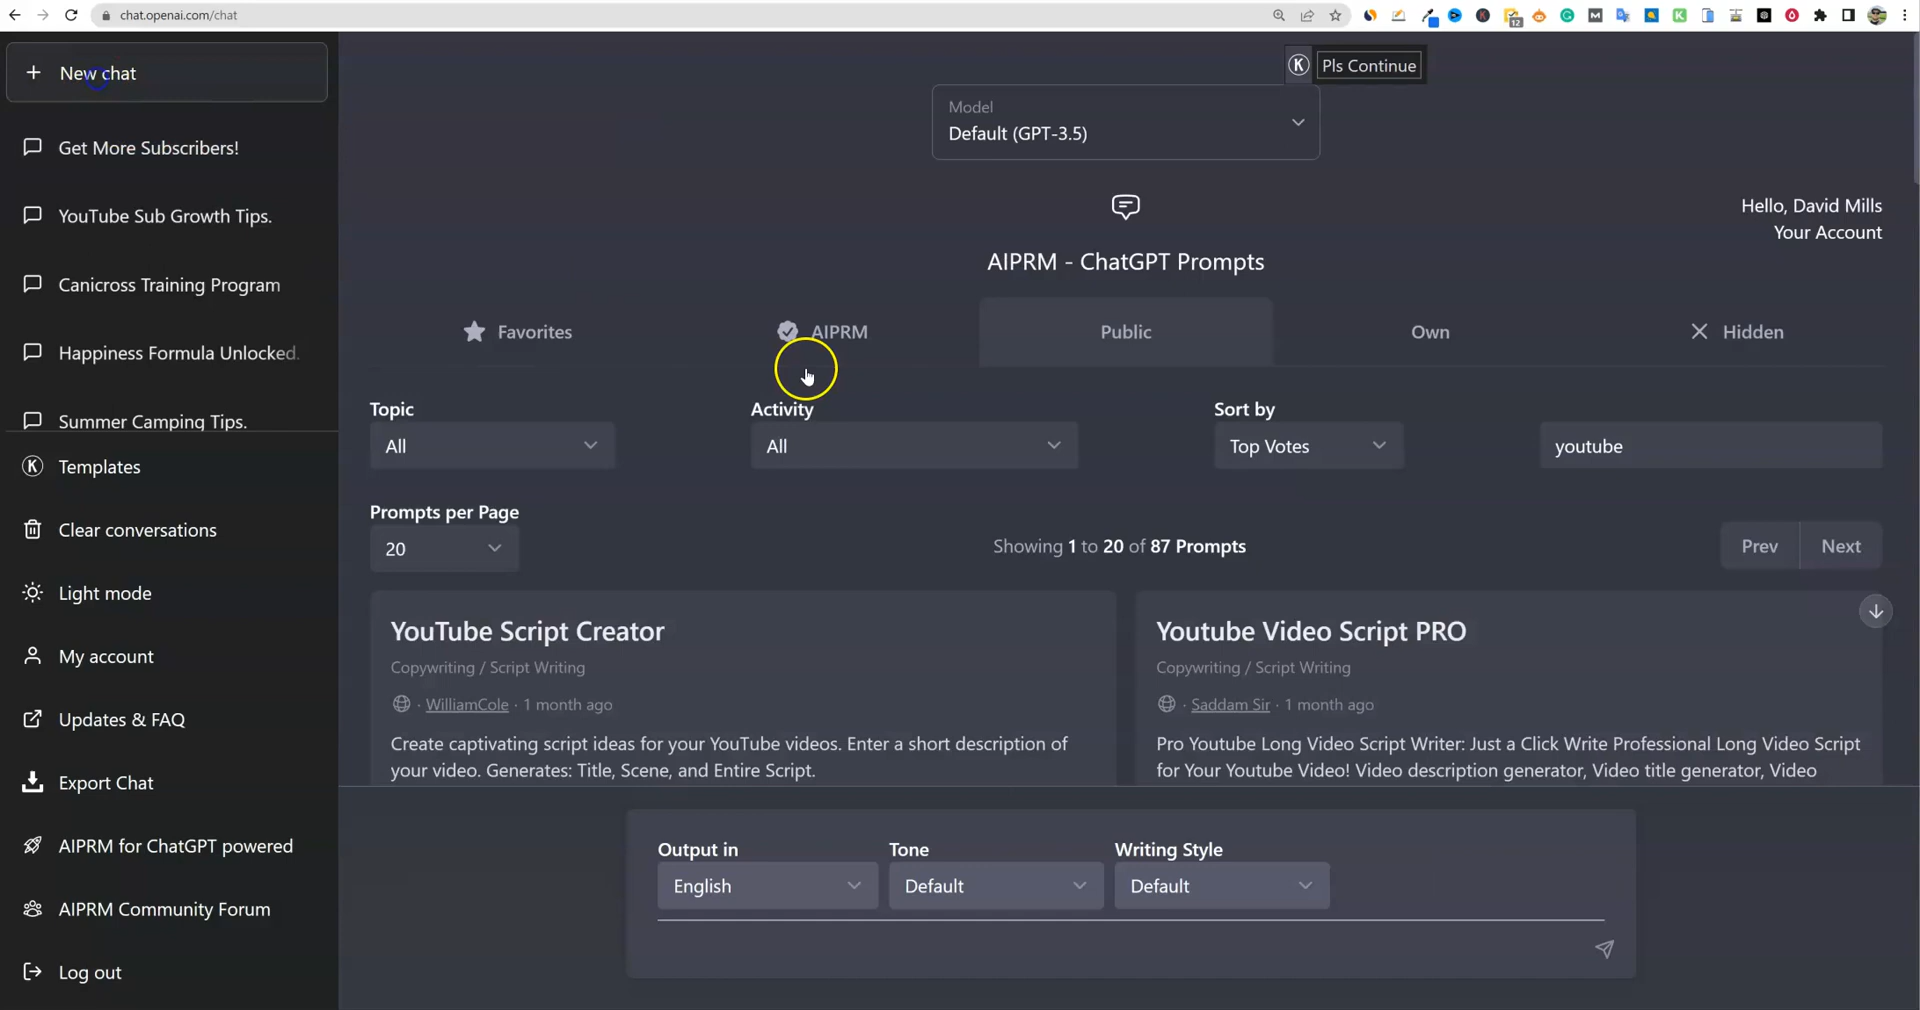 chat.openai.com/chat
12
New chat
Get More Subscribers!
YouTube Sub Growth Tips.
Canicross Training Program
Happiness Formula Unlocked.
Summer Camping Tips.
K Templates
Clear conversations
Light mode
My account
Updates & FAQ
Export Chat
AIPRM for ChatGPT powered
AIPRM Community Forum
Log out
K Pls Continue
Model
Default (GPT-3.5)
Hello, David Mills
Your Account
AIPRM - ChatGPT Prompts
Favorites AIPRM Public Own Hidden
Topic Activity Sort by
All All Top Votes youtube
Prompts per Page
20 Showing 1 to 20 of 87 Prompts Prev Next
YouTube Script Creator
Copywriting / Script Writing
· WilliamCole · 1 month ago
Create captivating script ideas for your YouTube videos. Enter a short description of
your video. Generates: Title, Scene, and Entire Script.
Youtube Video Script PRO
Copywriting / Script Writing
· Saddam Sir · 1 month ago
Pro Youtube Long Video Script Writer: Just a Click Write Professional Long Video Script
for Your Youtube Video! Video description generator, Video title generator, Video
Output in Tone Writing Style
English Default Default